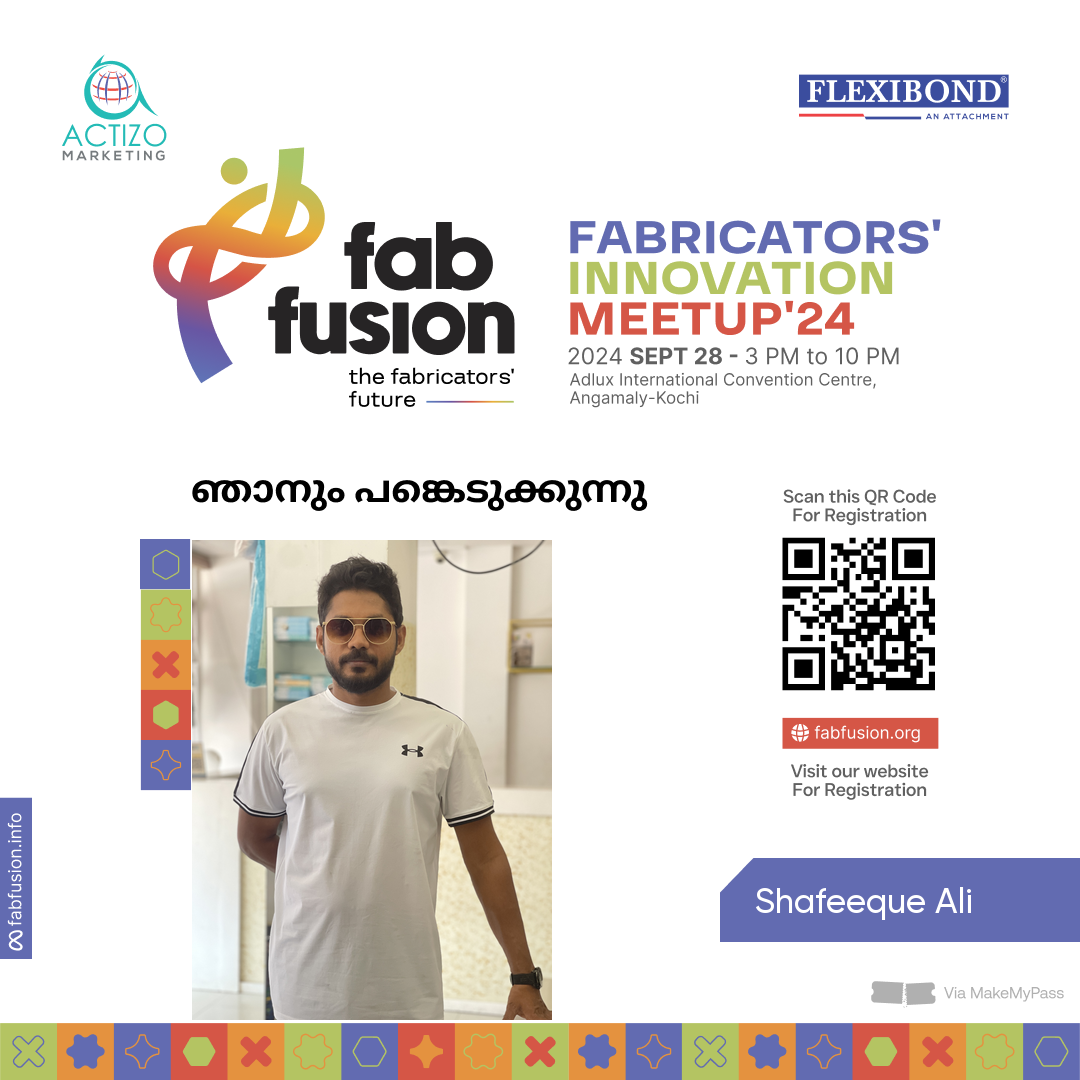 ACTIZO
MARKETING
FLEXIBOND®
AN ATTACHMENT
fab
fusion
the fabricators'
future
FABRICATORS'
INNOVATION
MEETUP'24
2024 SEPT 28 - 3 PM to 10 PM
Adlux International Convention Centre,
Angamaly-Kochi
ഞാനും പങ്കെടുക്കുന്നു
Scan this QR Code
For Registration
fabfusion.org
Visit our website
For Registration
fabfusion.info
Shafeeque Ali
Via MakeMyPass